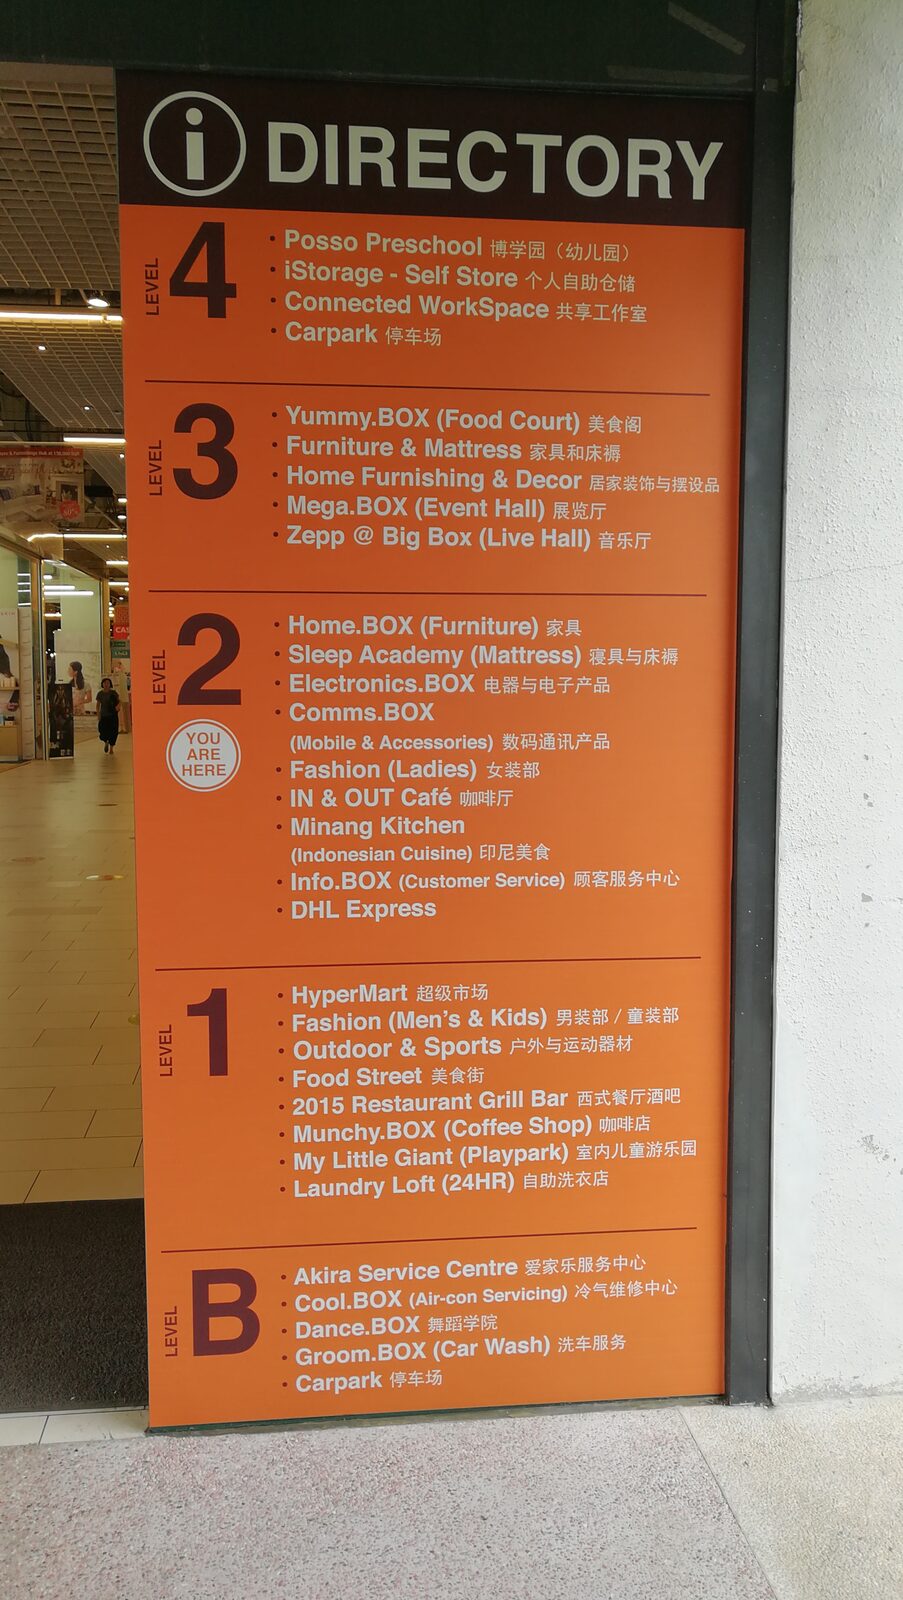 i DIRECTORY
LEVEL 4
• Posso Preschool 博学园（幼儿园）
• iStorage - Self Store 个人自助仓储
• Connected WorkSpace 共享工作室
• Carpark 停车场
LEVEL 3
• Yummy.BOX (Food Court) 美食阁
• Furniture & Mattress 家具和床褥
• Home Furnishing & Decor 居家装饰与摆设品
• Mega.BOX (Event Hall) 展览厅
• Zepp @ Big Box (Live Hall) 音乐厅
LEVEL 2
YOU
ARE
HERE
• Home.BOX (Furniture) 家具
• Sleep Academy (Mattress) 寝具与床褥
• Electronics.BOX 电器与电子产品
• Comms.BOX
(Mobile & Accessories) 数码通讯产品
• Fashion (Ladies) 女装部
• IN & OUT Café 咖啡厅
• Minang Kitchen
(Indonesian Cuisine) 印尼美食
• Info.BOX (Customer Service) 顾客服务中心
• DHL Express
LEVEL 1
• HyperMart 超级市场
• Fashion (Men's & Kids) 男装部 / 童装部
• Outdoor & Sports 户外与运动器材
• Food Street 美食街
• 2015 Restaurant Grill Bar 西式餐厅酒吧
• Munchy.BOX (Coffee Shop) 咖啡店
• My Little Giant (Playpark) 室内儿童游乐园
• Laundry Loft (24HR) 自助洗衣店
LEVEL B
• Akira Service Centre 爱家乐服务中心
• Cool.BOX (Air-con Servicing) 冷气维修中心
• Dance.BOX 舞蹈学院
• Groom.BOX (Car Wash) 洗车服务
• Carpark 停车场